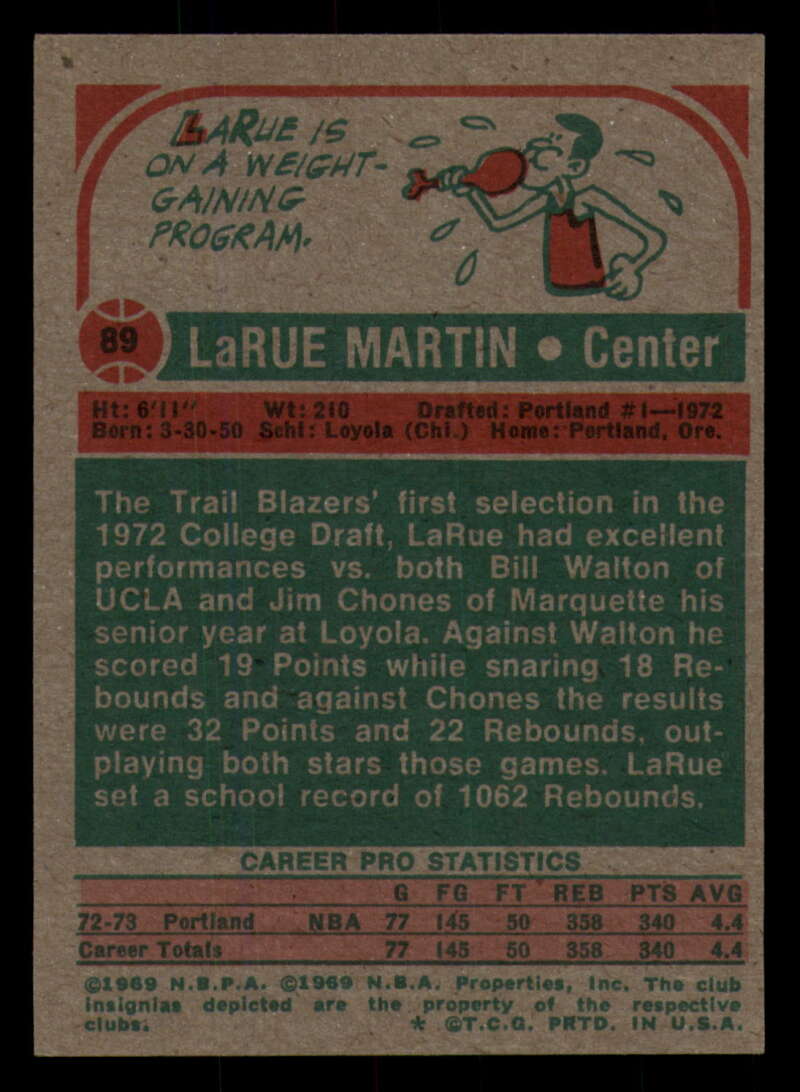 LaRUE IS
ON A WEIGHT-
GAINING
PROGRAM.
89 LaRUE MARTIN • Center
Ht: 6'11" Wt: 210 Drafted: Portland #1—1972
Born: 3-30-50 Schl: Loyola (Chi.) Home: Portland, Ore.
The Trail Blazers' first selection in the
1972 College Draft, LaRue had excellent
performances vs. both Bill Walton of
UCLA and Jim Chones of Marquette his
senior year at Loyola. Against Walton he
scored 19 Points while snaring 18 Re-
bounds and against Chones the results
were 32 Points and 22 Rebounds, out-
playing both stars those games. LaRue
set a school record of 1062 Rebounds.
CAREER PRO STATISTICS
G FG FT REB PTS AVG
72-73 Portland NBA 77 145 50 358 340 4.4
Career Totals 77 145 50 358 340 4.4
©1969 N.B.P.A. ©1969 N.B.A. Properties, Inc. The club
insignias depicted are the property of the respective
clubs. * ©T.C.G. PRTD. IN U.S.A.